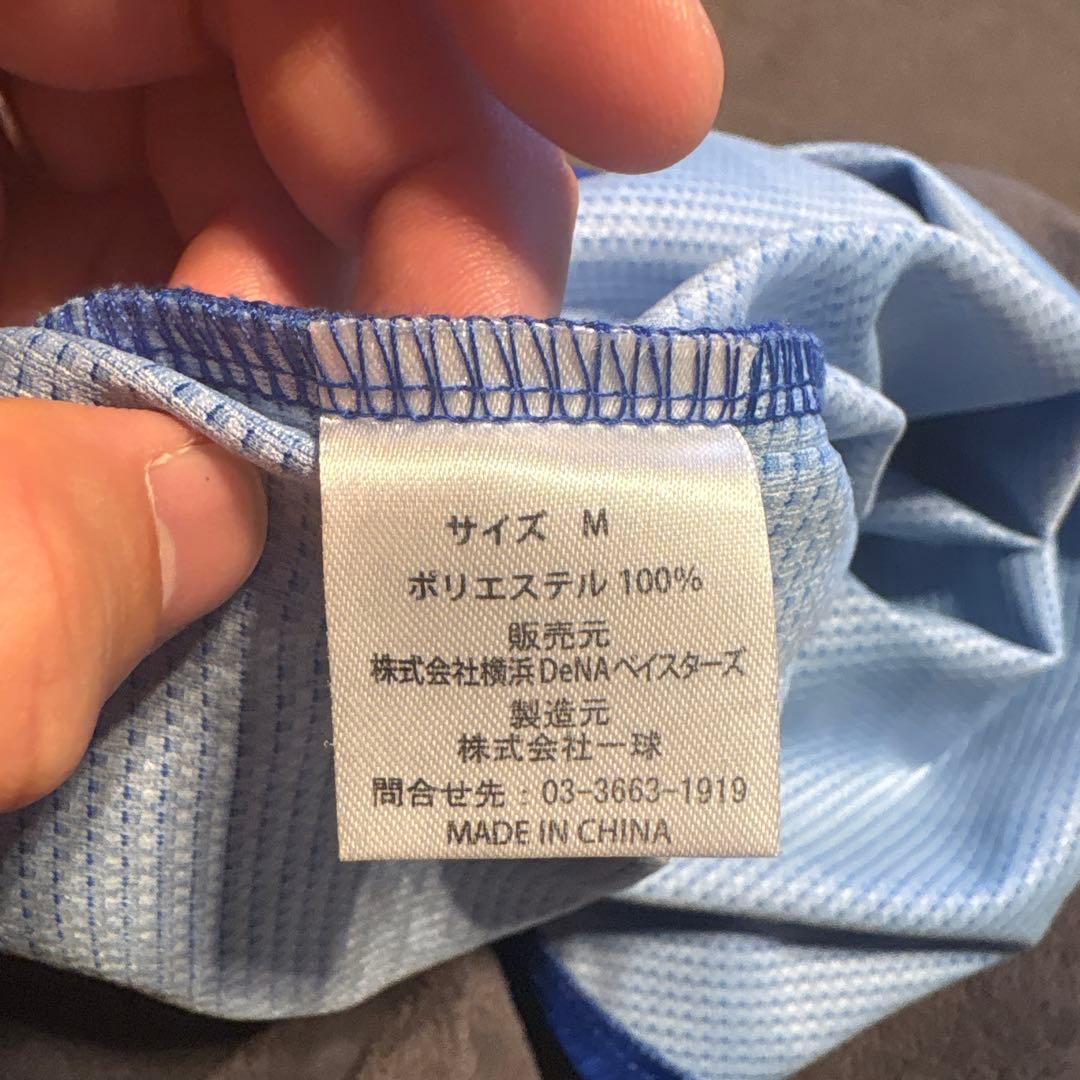 サイズ M
ポリエステル 100%
販売元
株式会社横浜DeNAベイスターズ
製造元
株式会社一球
問合せ先：03-3663-1919
MADE IN CHINA